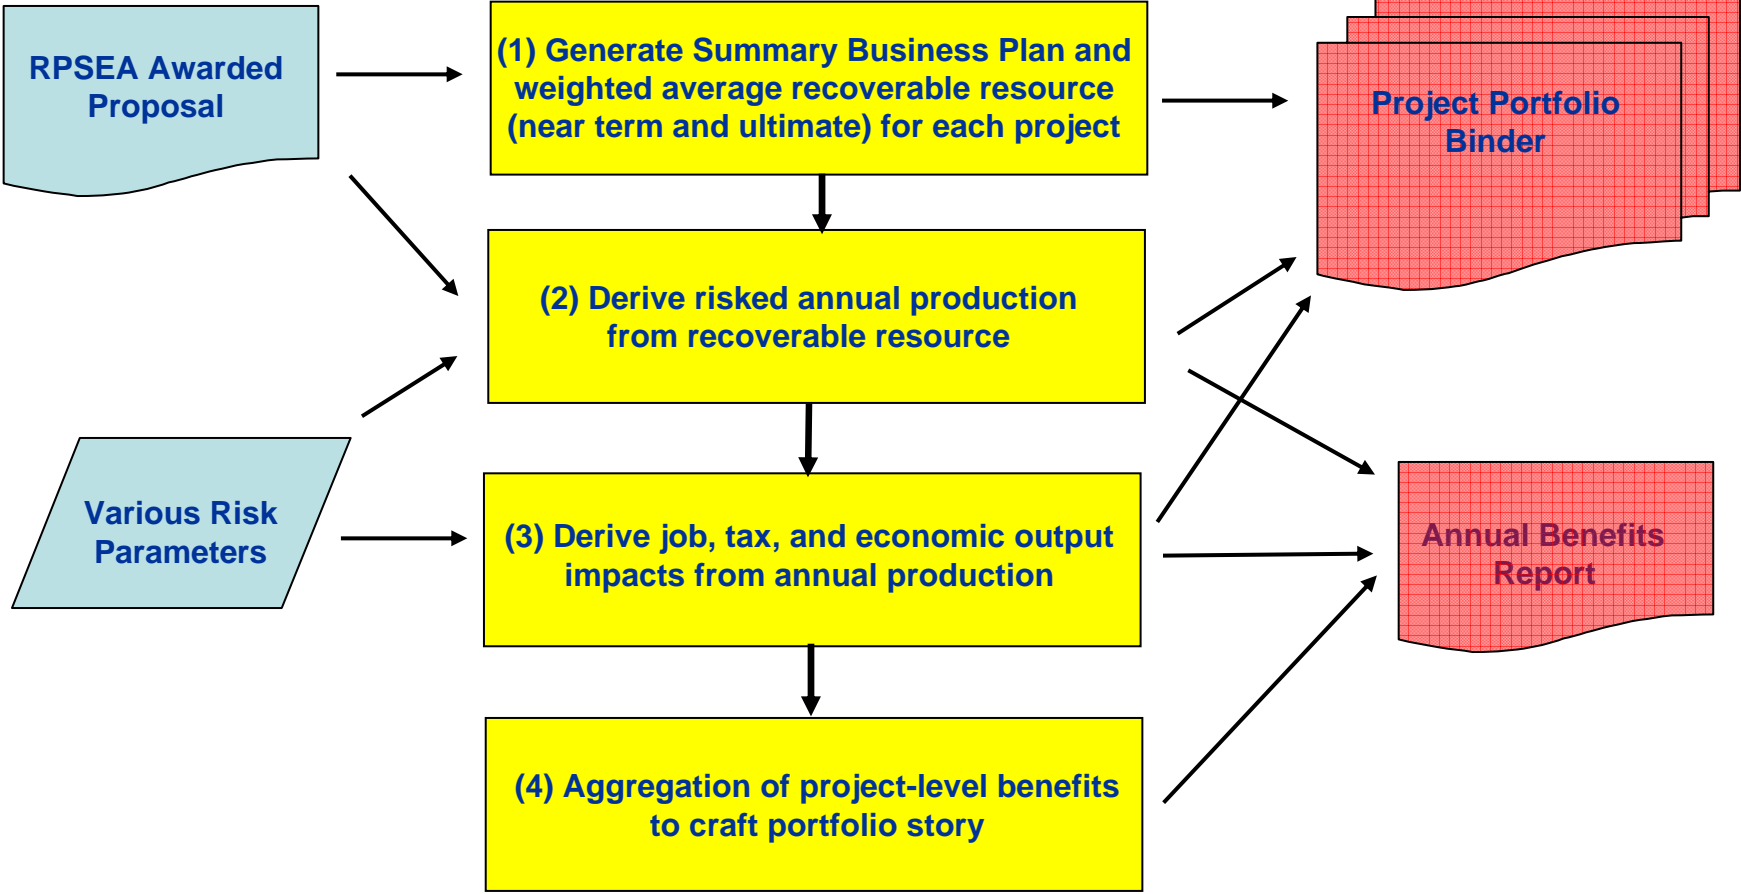 RPSEA Awarded
Proposal
(1) Generate Summary Business Plan and
weighted average recoverable resource
(near term and ultimate) for each project
Project Portfolio
Binder
(2) Derive risked annual production
from recoverable resource
Various Risk
Parameters
(3) Derive job, tax, and economic output
impacts from annual production
Annual Benefits
Report
(4) Aggregation of project-level benefits
to craft portfolio story